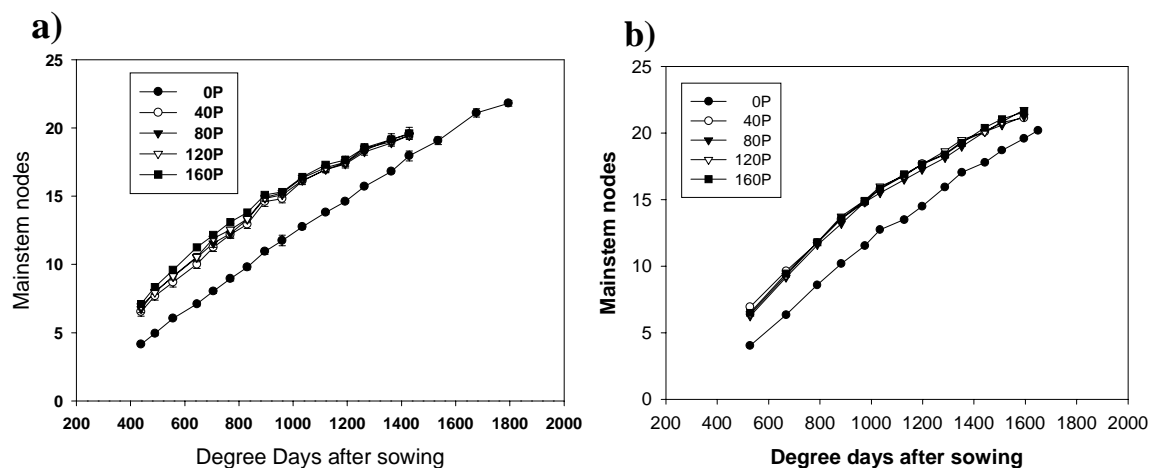 a)
25
20
15
10
5
0
Mainstem nodes
0P
40P
80P
120P
160P
200 400 600 800 1000 1200 1400 1600 1800 2000
Degree Days after sowing
b)
25
20
15
10
5
0
Mainstem nodes
0P
40P
80P
120P
160P
200 400 600 800 1000 1200 1400 1600 1800 2000
Degree days after sowing